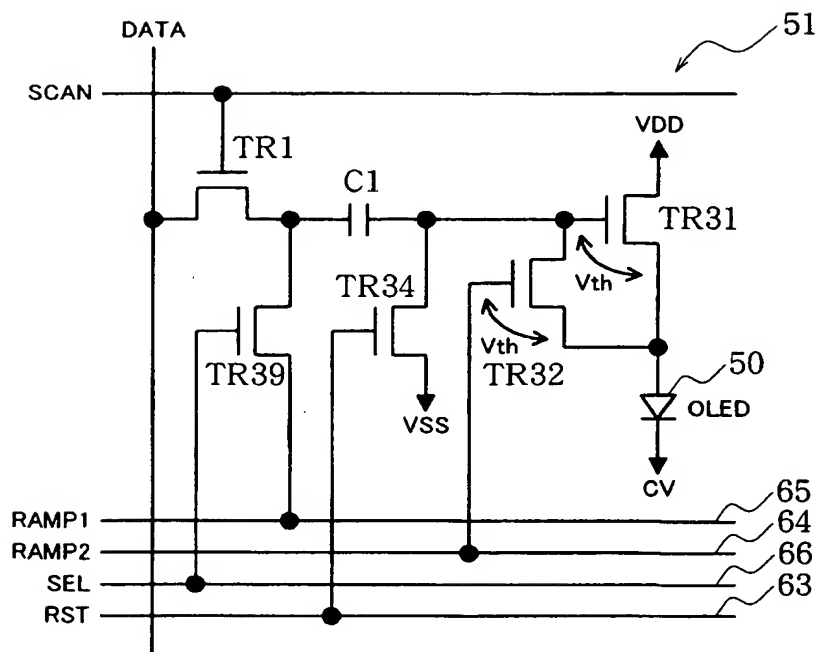 DATA
51
SCAN
TR1
VDD
C1
TR31
TR34
Vth
Vth
TR39
TR32
50
OLED
VSS
CV
65
RAMP1
64
RAMP2
66
SEL
63
RST